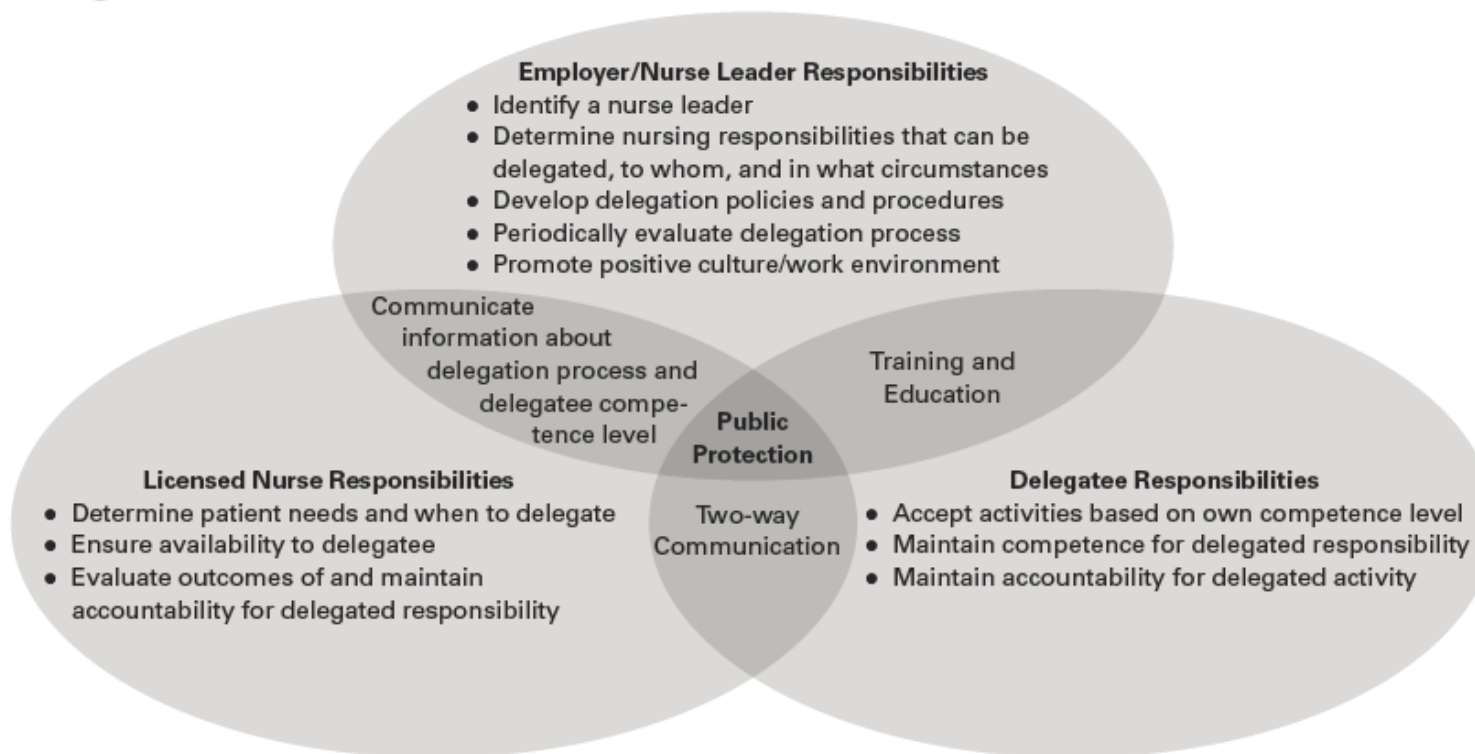 Employer/Nurse Leader Responsibilities
● Identify a nurse leader
● Determine nursing responsibilities that can be
delegated, to whom, and in what circumstances
● Develop delegation policies and procedures
● Periodically evaluate delegation process
● Promote positive culture/work environment
Communicate
information about
delegation process and
delegatee compe-
tence level
Training and
Education
Public
Protection
Licensed Nurse Responsibilities
● Determine patient needs and when to delegate
● Ensure availability to delegatee
● Evaluate outcomes of and maintain
accountability for delegated responsibility
Two-way
Communication
Delegatee Responsibilities
● Accept activities based on own competence level
● Maintain competence for delegated responsibility
● Maintain accountability for delegated activity